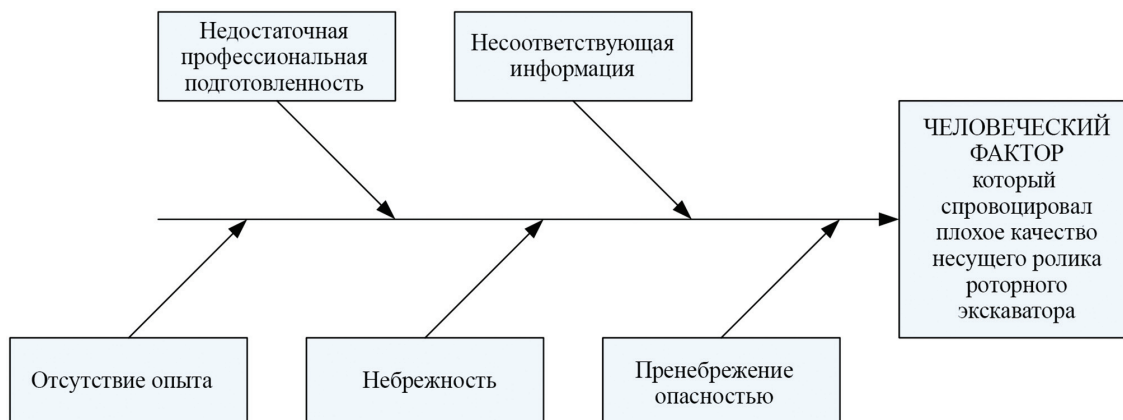 Недостаточная
профессиональная
подготовленность
Несоответствующая
информация
ЧЕЛОВЕЧЕСКИЙ
ФАКТОР
который
спровоцировал
плохое качество
несущего ролика
роторного
экскаватора
Отсутствие опыта
Небрежность
Пренебрежение
опасностью